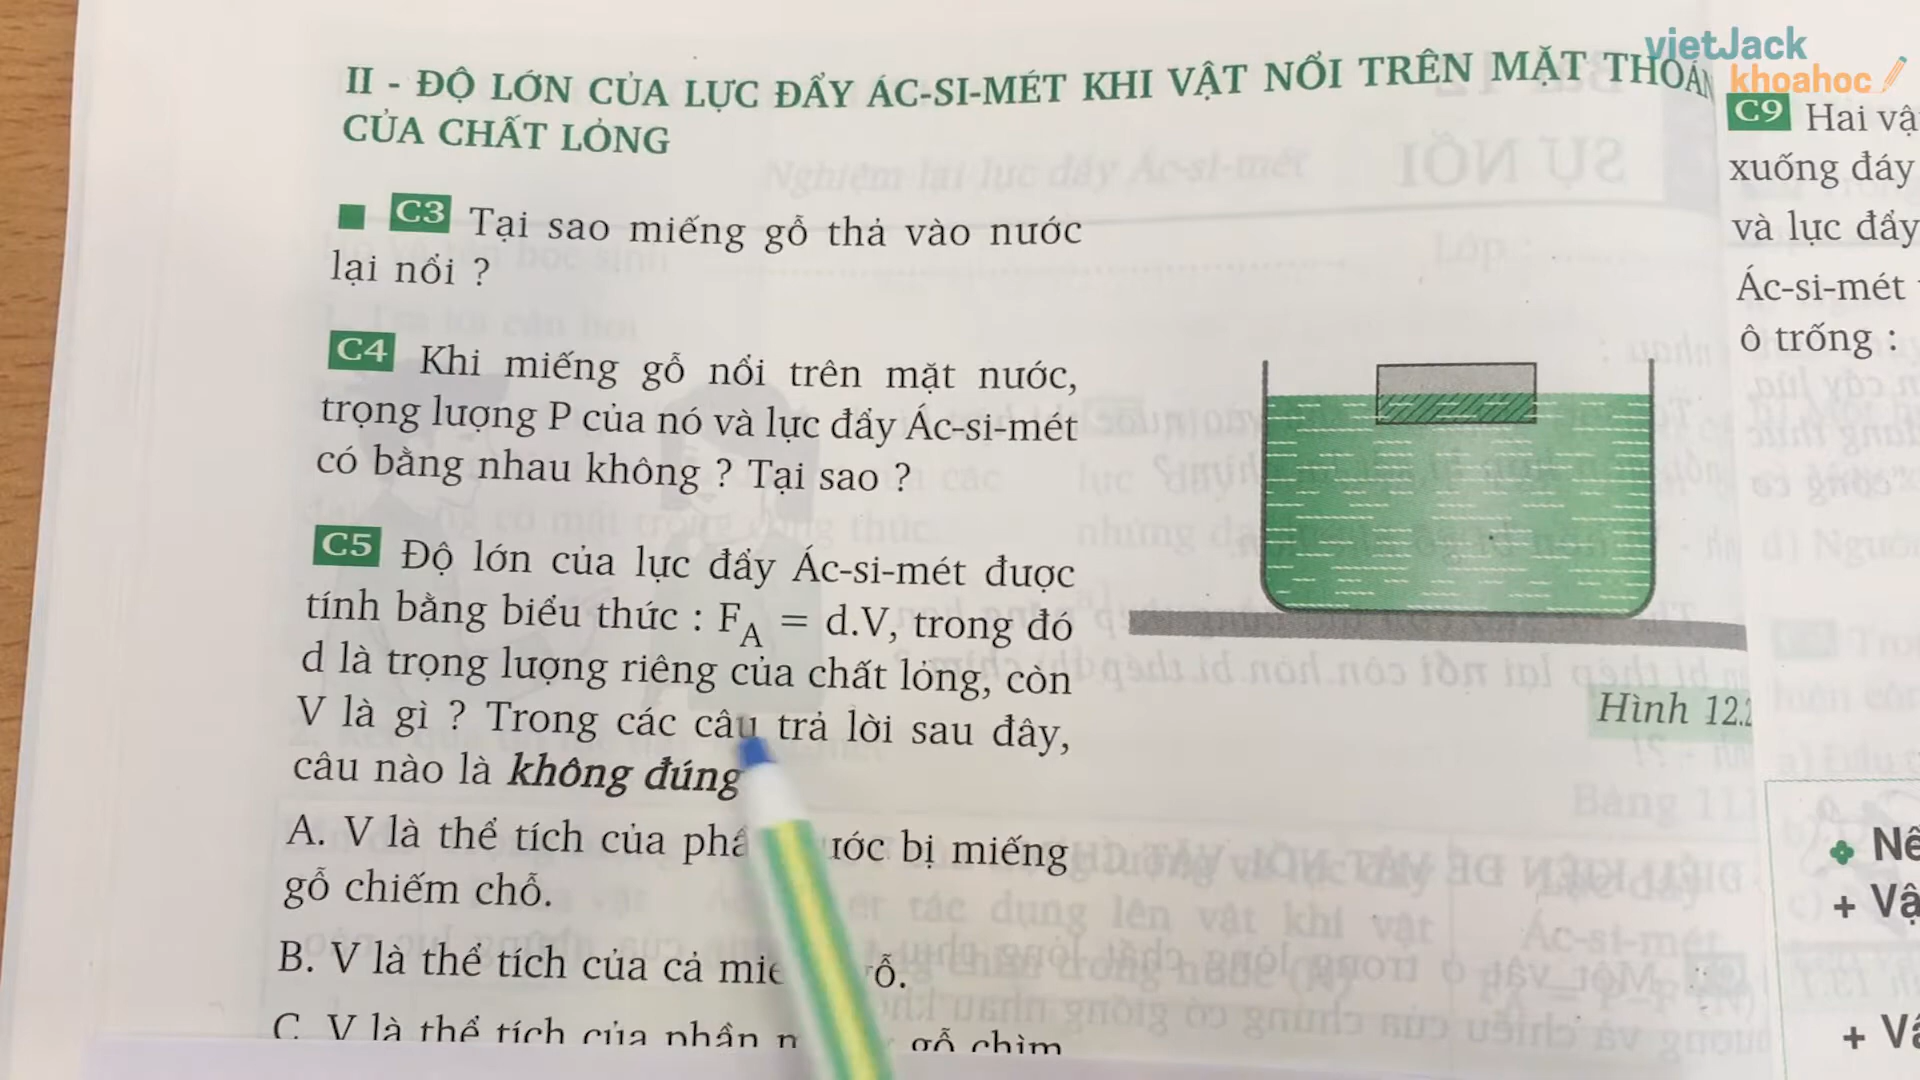 vietJack
khoahoc
II - ĐỘ LỚN CỦA LỰC ĐẨY ÁC-SI-MÉT KHI VẬT NỔI TRÊN MẶT THOÁN
CỦA CHẤT LỎNG
C3 Tại sao miếng gỗ thả vào nước
lại nổi ?
C4 Khi miếng gỗ nổi trên mặt nước,
trọng lượng P của nó và lực đẩy Ác-si-mét
có bằng nhau không ? Tại sao ?
C5 Độ lớn của lực đẩy Ác-si-mét được
tính bằng biểu thức : F_A = d.V, trong đó
d là trọng lượng riêng của chất lỏng, còn
V là gì ? Trong các câu trả lời sau đây,
câu nào là không đúng
A. V là thể tích của bị miếng
gỗ chiếm chỗ.
B. V là thể tích của cả
C. V là thể tích của phần gỗ chìm
Hình 12.2
C9 Hai vậ
xuống đáy
và lực đẩy
Ác-si-mét
ô trống :
Nế
+ Vậ
+ Vậ